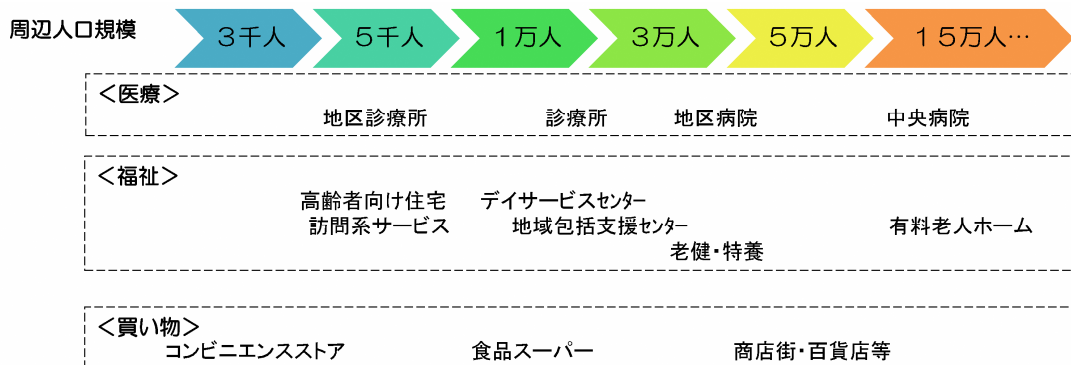 周辺人口規模 3千人 5千人 1万人 3万人 5万人 15万人…
<医療>
地区診療所 診療所 地区病院 中央病院
<福祉>
高齢者向け住宅 デイサービスセンター
訪問系サービス 地域包括支援センター 有料老人ホーム
老健・特養
<買い物>
コンビニエンスストア 食品スーパー 商店街・百貨店等